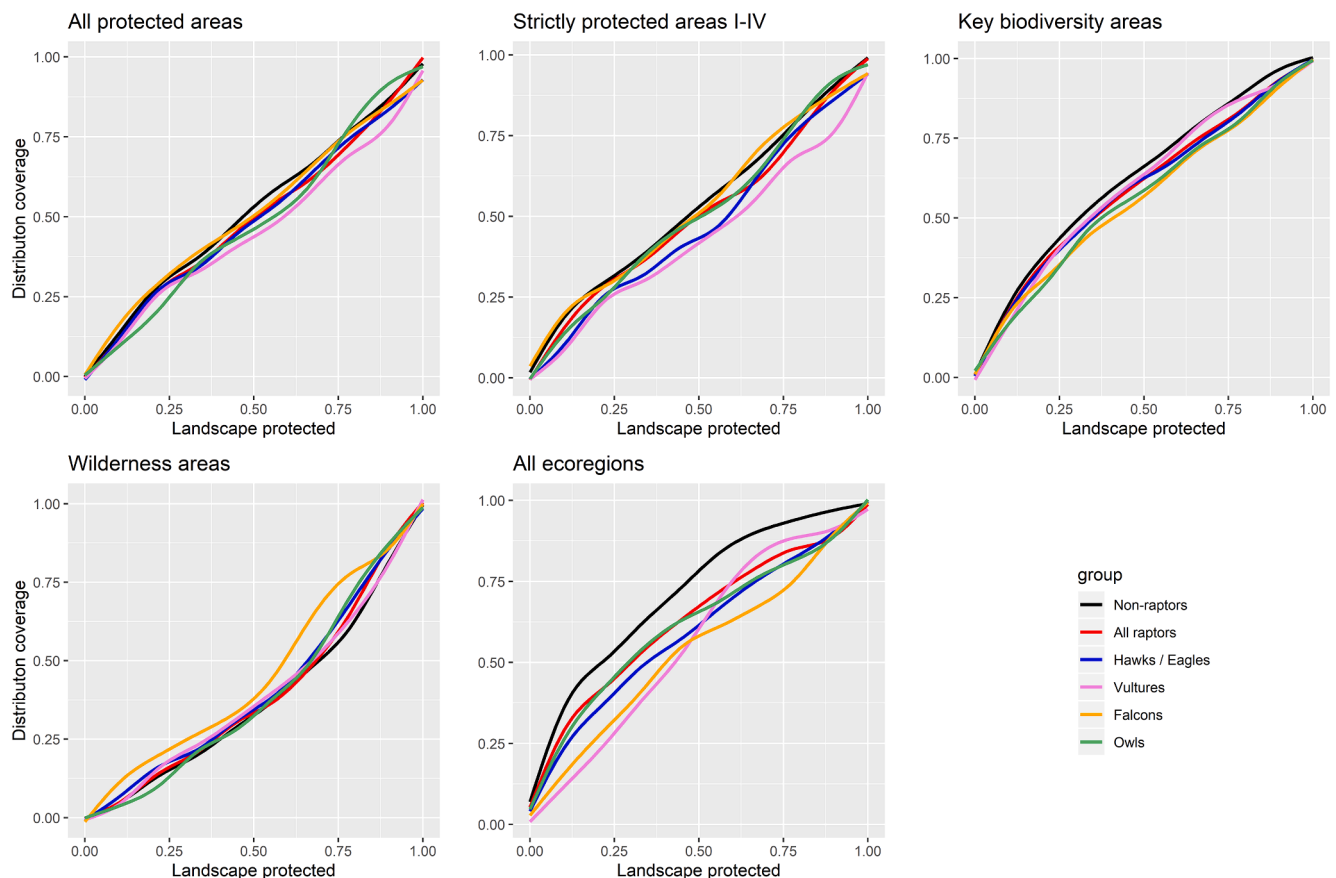 All protected areas
1.00
0.75
0.50
0.25
0.00
Distributon coverage
0.00 0.25 0.50 0.75 1.00
Landscape protected
Strictly protected areas I-IV
1.00
0.75
0.50
0.25
0.00
0.00 0.25 0.50 0.75 1.00
Landscape protected
Key biodiversity areas
1.00
0.75
0.50
0.25
0.00
0.00 0.25 0.50 0.75 1.00
Landscape protected
Wilderness areas
1.00
0.75
0.50
0.25
0.00
Distributon coverage
0.00 0.25 0.50 0.75 1.00
Landscape protected
All ecoregions
1.00
0.75
0.50
0.25
0.00
0.00 0.25 0.50 0.75 1.00
Landscape protected
group
Non-raptors
All raptors
Hawks / Eagles
Vultures
Falcons
Owls